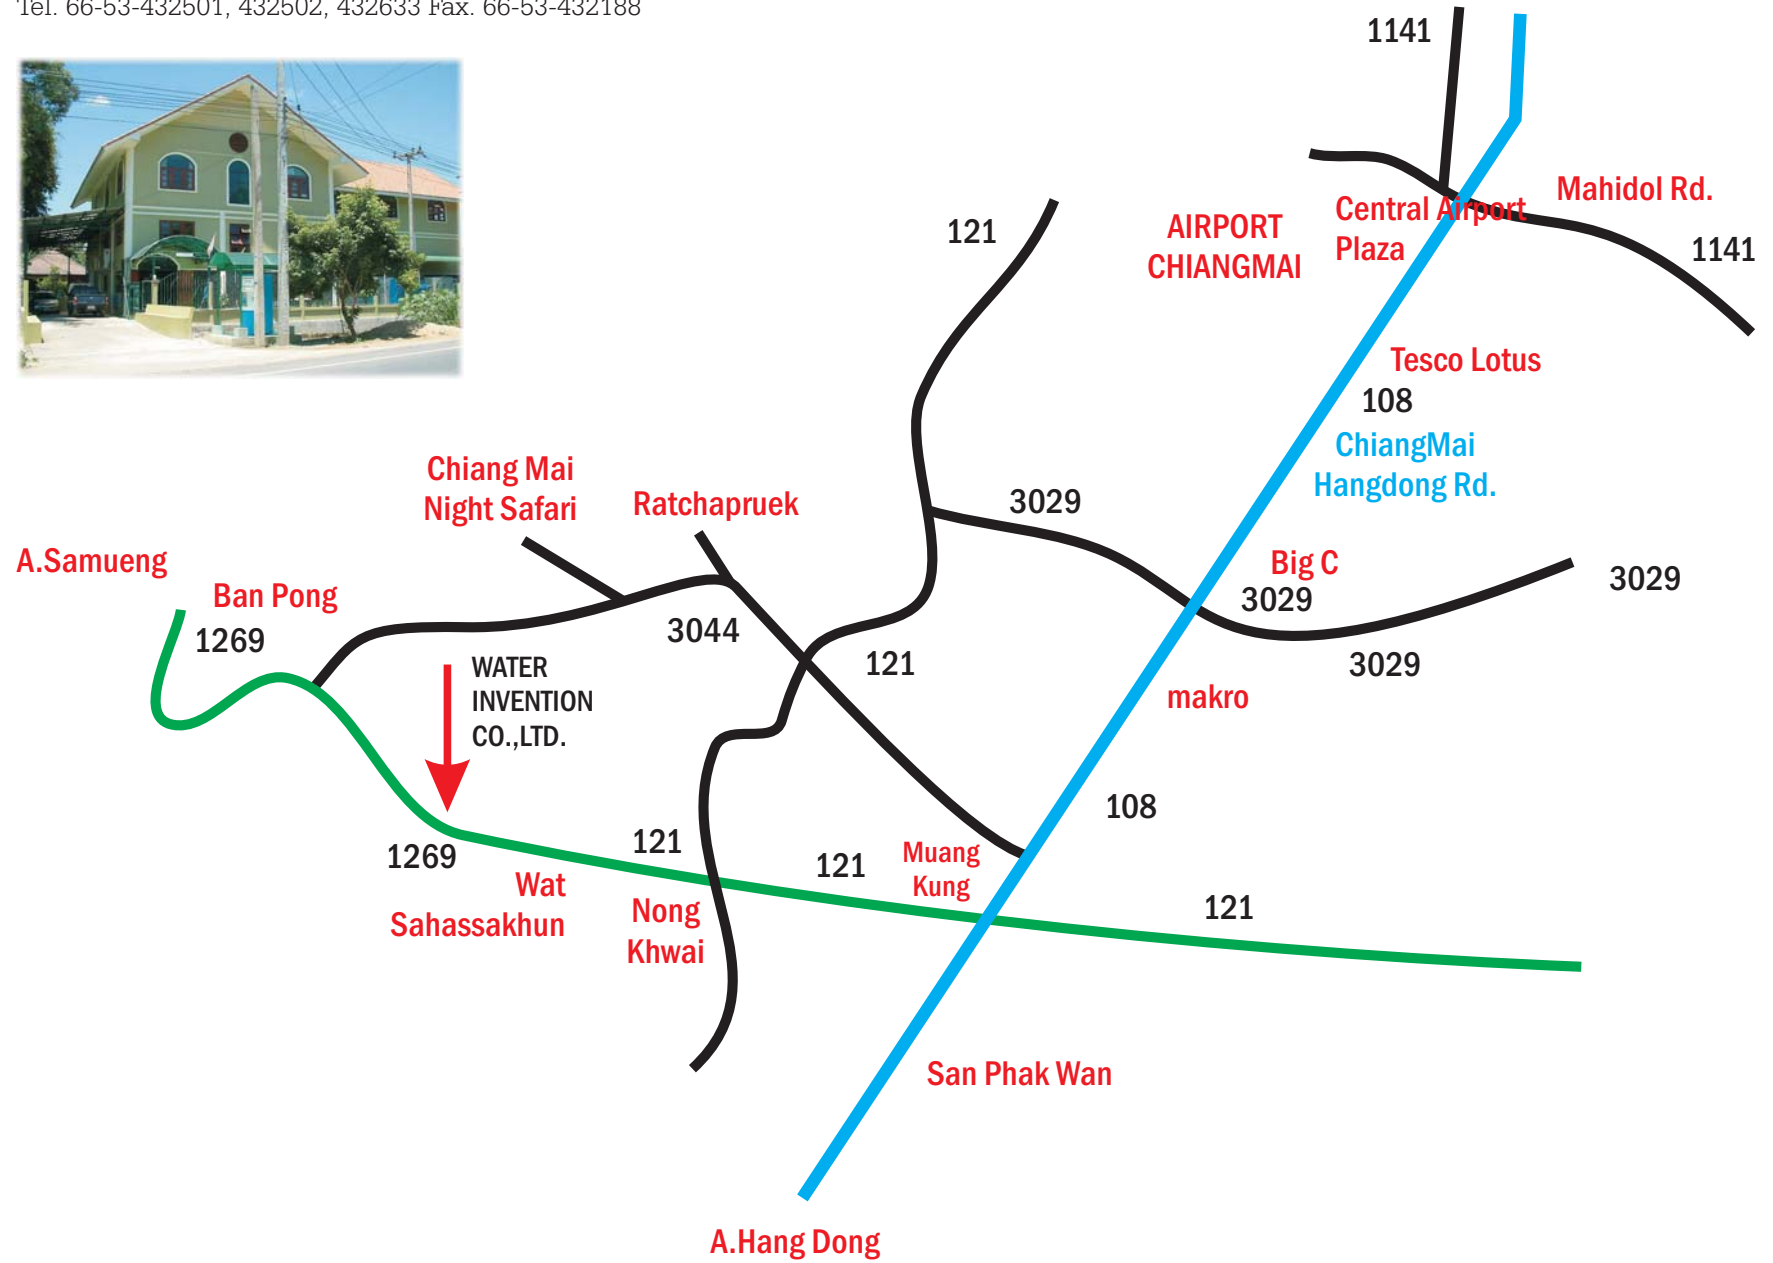 Tel. 66-53-432501, 432502, 432633 Fax. 66-53-432188
1141
Mahidol Rd.
Central Airport
Plaza
1141
AIRPORT
CHIANGMAI
121
Tesco Lotus
108
ChiangMai
Hangdong Rd.
Chiang Mai
Night Safari
Ratchapruek
3029
A.Samueng
Ban Pong
Big C
3029
3029
1269
3044
121
3029
WATER
INVENTION
CO.,LTD.
makro
108
1269
121
121
Muang
Kung
Wat
Sahassakhun
Nong
Khwai
121
San Phak Wan
A.Hang Dong